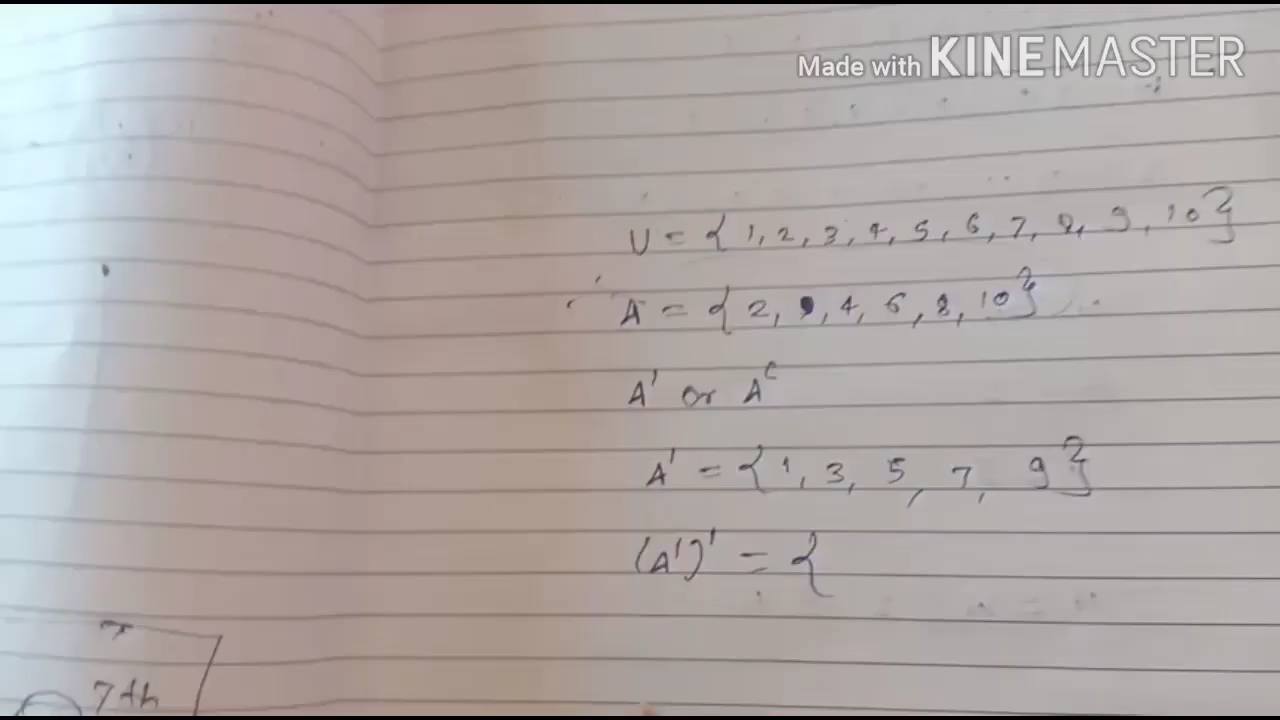 Made with KINEMASTER
U = { 1, 2, 3, 4, 5, 6, 7, 8, 9, 10 }
A = { 2, , 4, 6, 8, 10 }
A' or A^c
A' = { 1, 3, 5, 7, 9 }
(A')' = {
7th